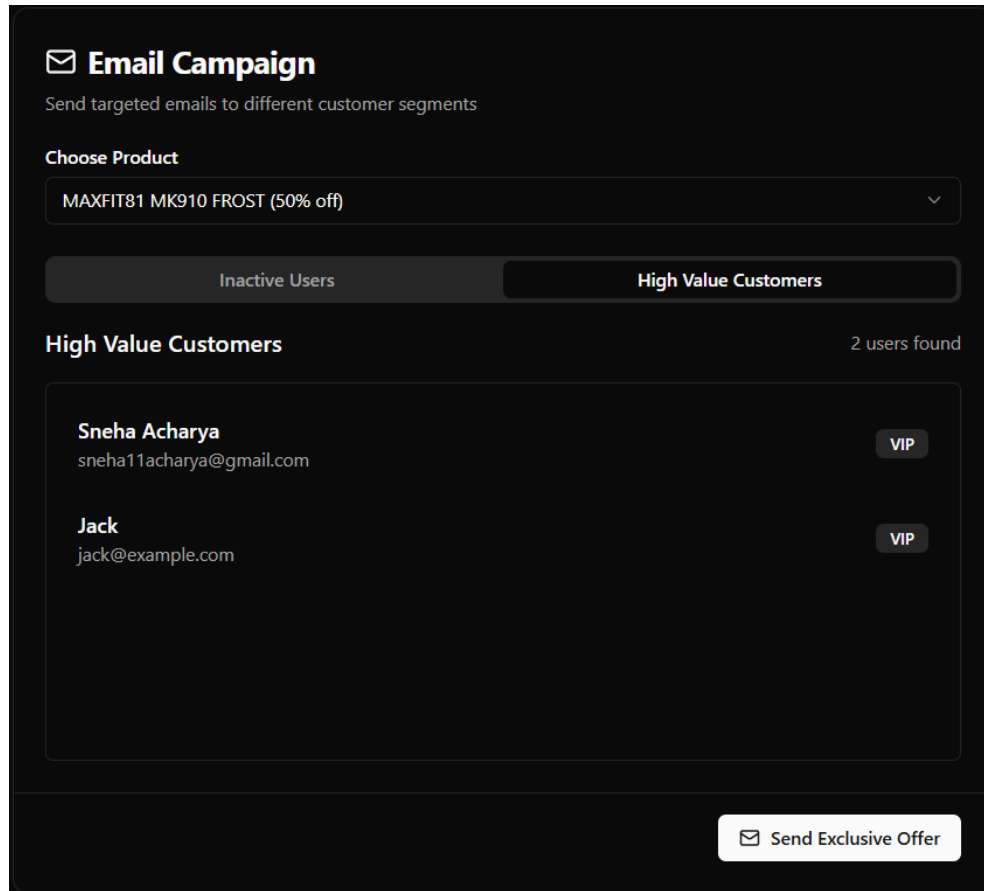 Email Campaign
Send targeted emails to different customer segments
Choose Product
MAXFIT81 MK910 FROST (50% off)
Inactive Users
High Value Customers
High Value Customers
2 users found
Sneha Acharya
sneha11acharya@gmail.com
VIP
Jack
jack@example.com
VIP
Send Exclusive Offer